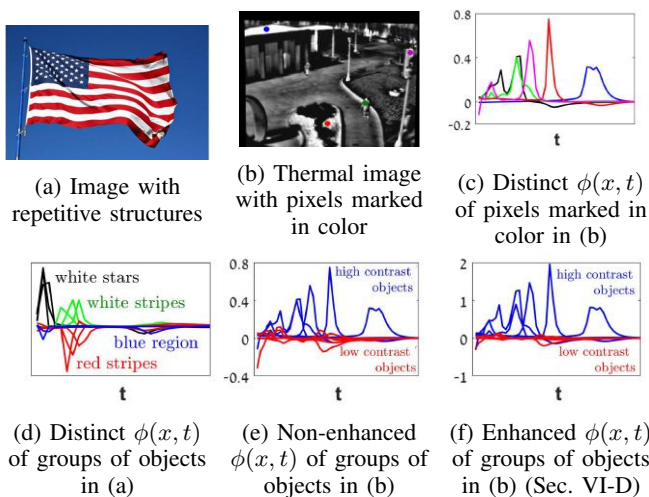 0.8
0.4
0
-0.2
t
(a) Image with
repetitive structures
(b) Thermal image
with pixels marked
in color
(c) Distinct ϕ(x, t)
of pixels marked in
color in (b)
white stars
white stripes
blue region
red stripes
t
0.8
0.4
0
-0.4
high contrast
objects
low contrast
objects
t
2
1
0
-1
high contrast
objects
low contrast
objects
t
(d) Distinct ϕ(x, t)
of groups of objects
in (a)
(e) Non-enhanced
ϕ(x, t) of groups of
objects in (b)
(f) Enhanced ϕ(x, t)
of groups of objects
in (b) (Sec. VI-D)